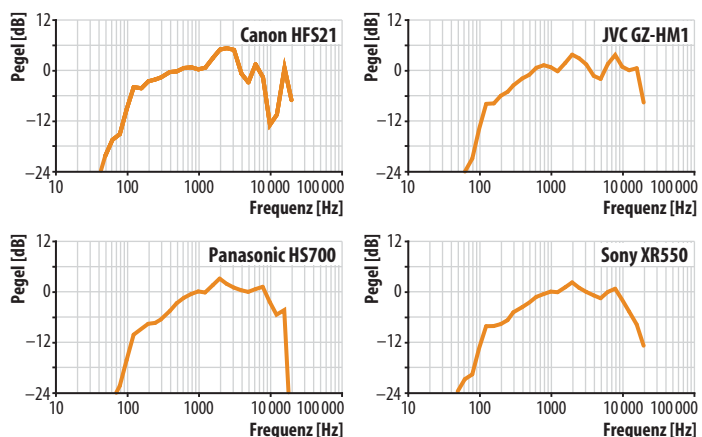 Canon HFS21
Pegel [dB]
12
0
−12
−24
10 100 1000 10 000 100 000
Frequenz [Hz]
JVC GZ-HM1
Pegel [dB]
12
0
−12
−24
10 100 1000 10 000 100 000
Frequenz [Hz]
Panasonic HS700
Pegel [dB]
12
0
−12
−24
10 100 1000 10 000 100 000
Frequenz [Hz]
Sony XR550
Pegel [dB]
12
0
−12
−24
10 100 1000 10 000 100 000
Frequenz [Hz]